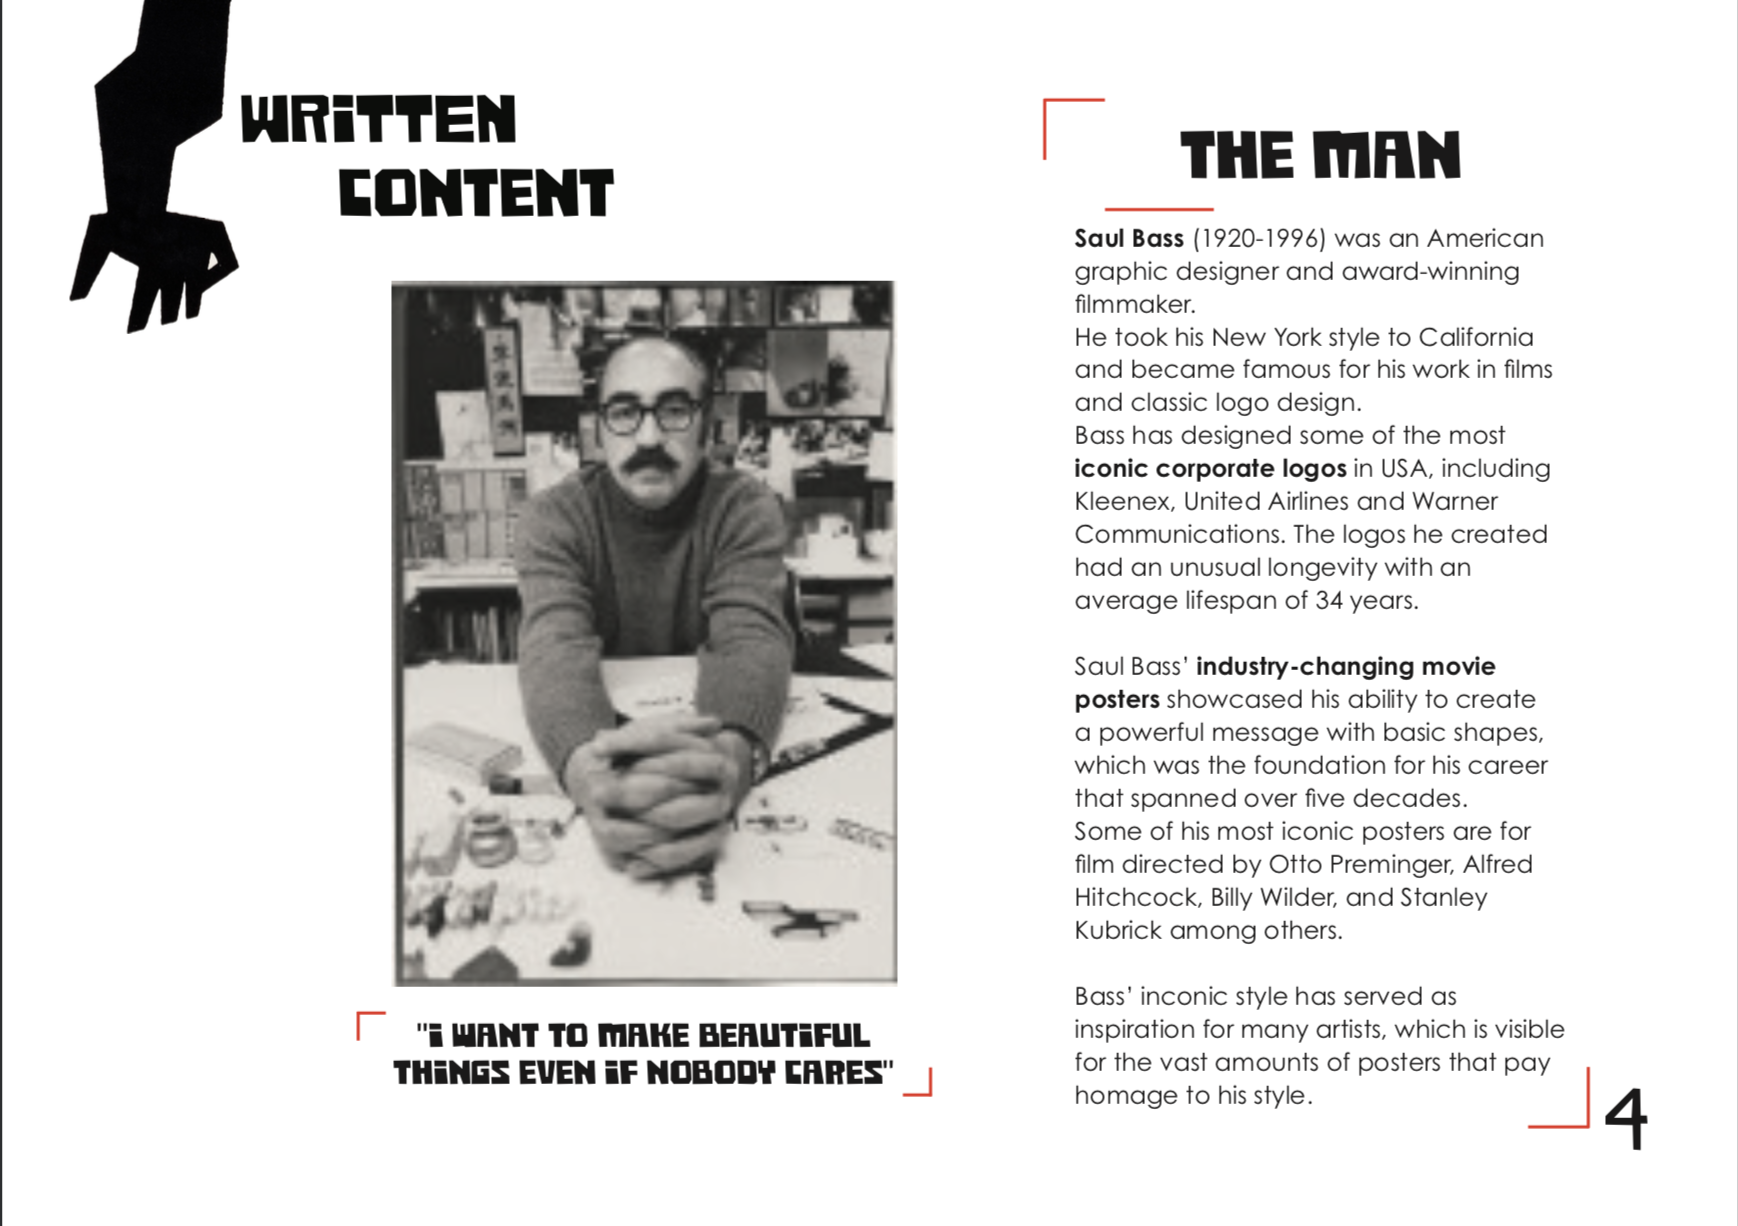 WRiTTEN
CONTENT
"i WANT TO MAKE BEAUTiFUL
THiNGS EVEN iF NOBODY CARES"
THE MAN
Saul Bass (1920-1996) was an American
graphic designer and award-winning
filmmaker.
He took his New York style to California
and became famous for his work in films
and classic logo design.
Bass has designed some of the most
iconic corporate logos in USA, including
Kleenex, United Airlines and Warner
Communications. The logos he created
had an unusual longevity with an
average lifespan of 34 years.
Saul Bass’ industry-changing movie
posters showcased his ability to create
a powerful message with basic shapes,
which was the foundation for his career
that spanned over five decades.
Some of his most iconic posters are for
film directed by Otto Preminger, Alfred
Hitchcock, Billy Wilder, and Stanley
Kubrick among others.
Bass’ inconic style has served as
inspiration for many artists, which is visible
for the vast amounts of posters that pay
homage to his style.
4